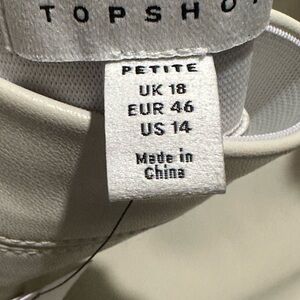 TOPSHO
PETITE
UK 18
EUR 46
US 14
Made in
China